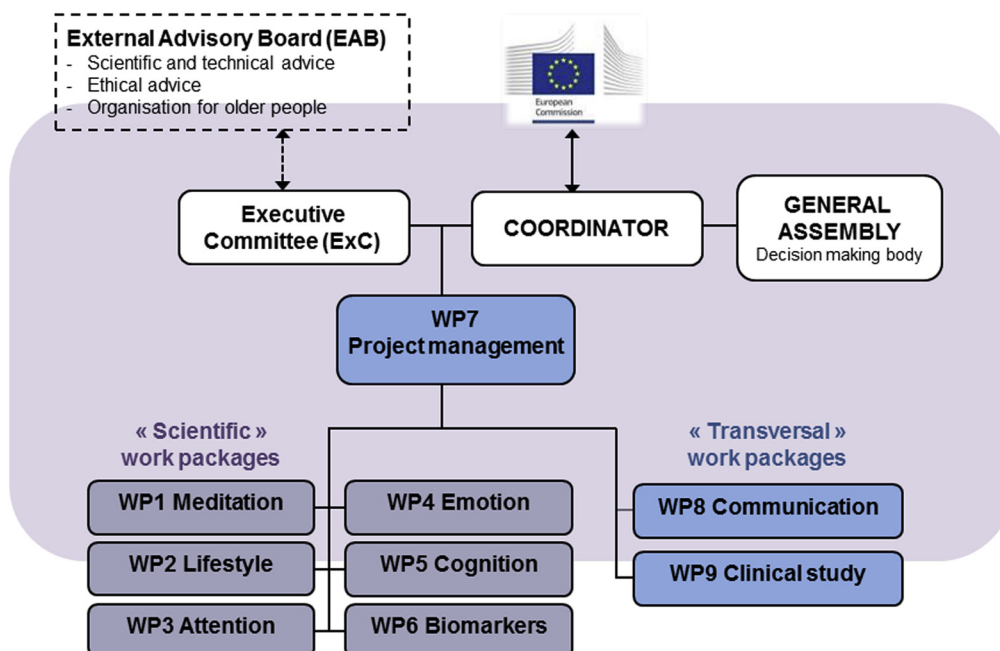 External Advisory Board (EAB)
- Scientific and technical advice
- Ethical advice
- Organisation for older people
European
Commission
Executive
Committee (ExC)
COORDINATOR
GENERAL
ASSEMBLY
Decision making body
WP7
Project management
« Scientific »
work packages
« Transversal »
work packages
WP1 Meditation
WP4 Emotion
WP8 Communication
WP2 Lifestyle
WP5 Cognition
WP9 Clinical study
WP3 Attention
WP6 Biomarkers